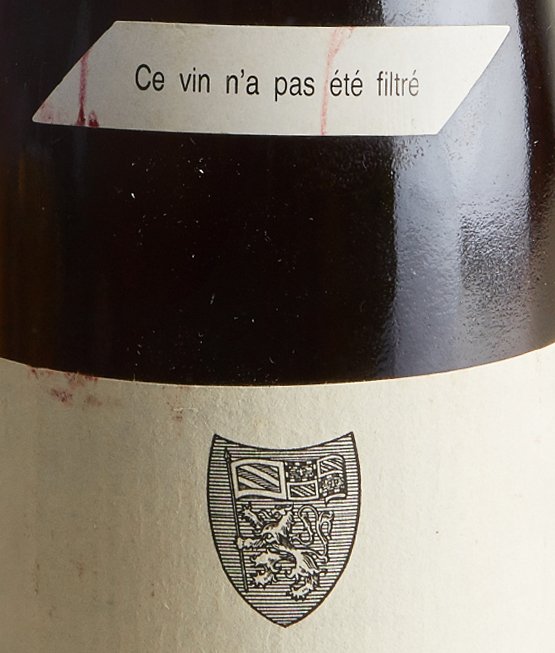 Ce vin n'a pas été filtré